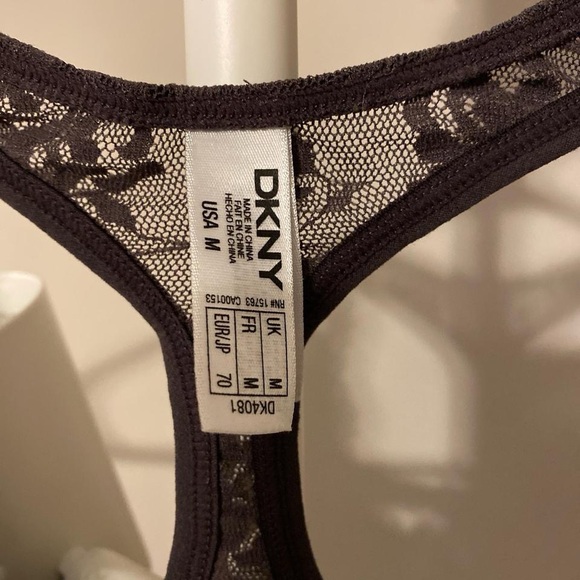 DKNY
MADE IN CHINA
FAIT EN CHINE
HECHO EN CHINA
USA M
RN# 15763 CA00153
UK M
FR M
EUR/JP 70
DK4081